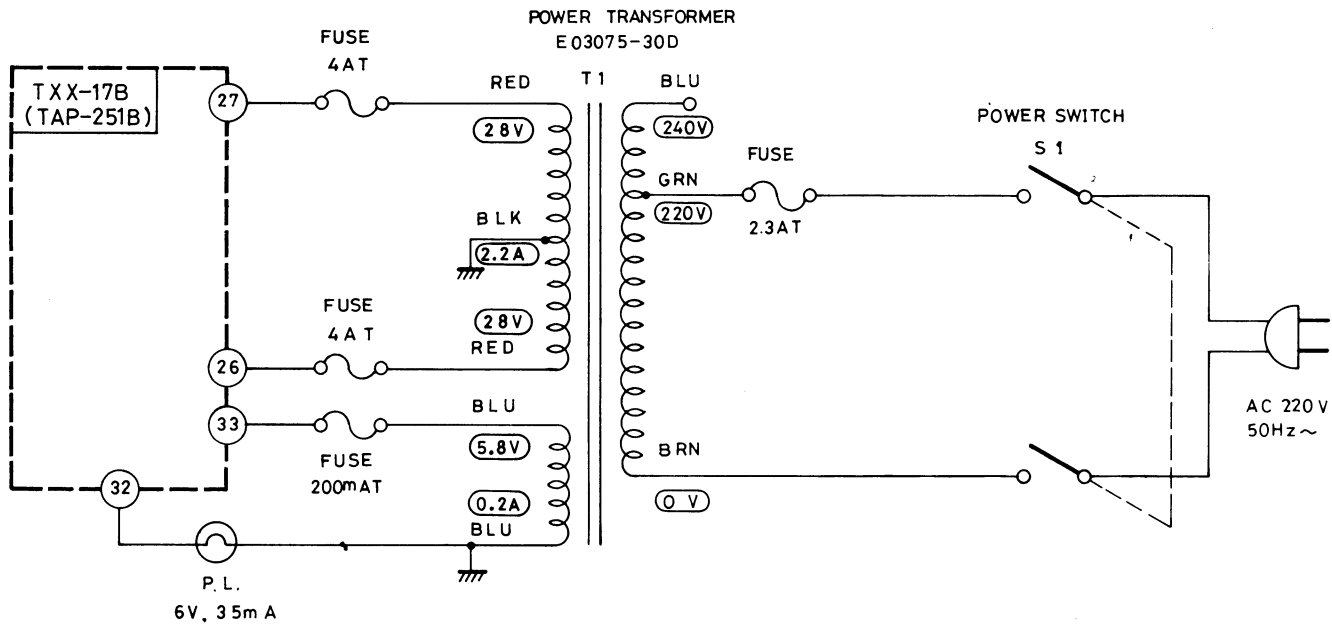 POWER TRANSFORMER
E03075-30D
FUSE
4AT
T1
RED
BLU
TXX-17B
(TAP-251B)
27
28V
240V
POWER SWITCH
S1
FUSE
GRN
220V
2.3AT
2
1
BLK
2.2A
FUSE
4AT
28V
RED
26
BLU
33
5.8V
FUSE
200mAT
BRN
0V
AC 220V
50Hz~
32
0.2A
BLU
P.L.
6V, 35mA